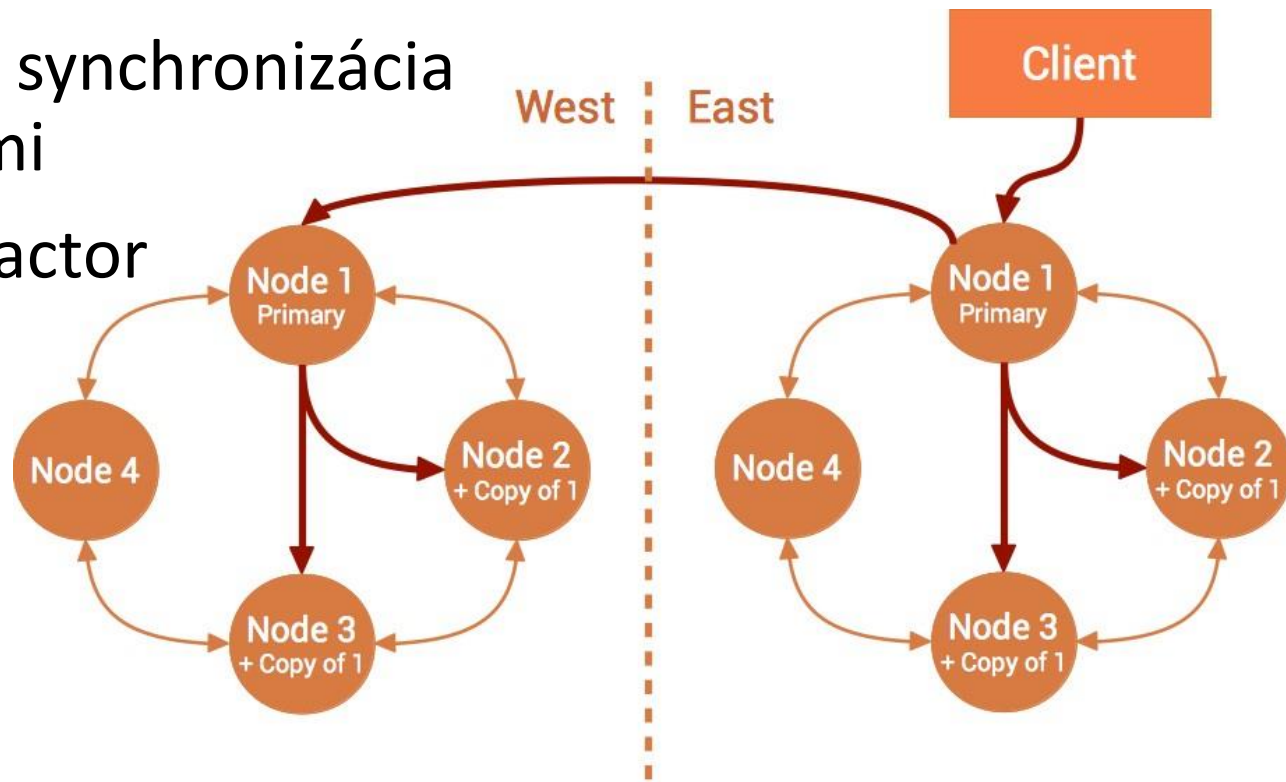 synchronizácia
mi
actor
West
East
Client
Node 1
Primary
Node 4
Node 2
+ Copy of 1
Node 3
+ Copy of 1
Node 1
Primary
Node 4
Node 2
+ Copy of 1
Node 3
+ Copy of 1